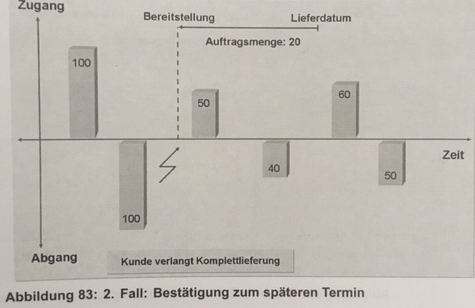 Zugang
Bereitstellung
Lieferdatum
Auftragsmenge: 20
100
50
60
Zeit
40
50
100
Abgang
Kunde verlangt Komplettlieferung
Abbildung 83: 2. Fall: Bestätigung zum späteren Termin